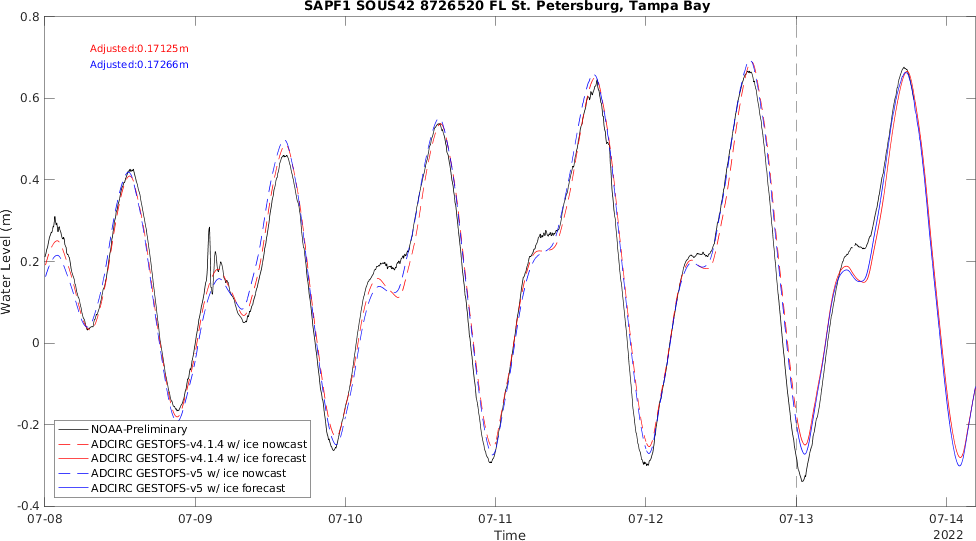 SAPF1 SOUS42 8726520 FL St. Petersburg, Tampa Bay
Adjusted:0.17125m
Adjusted:0.17266m
Water Level (m)
0.8
0.6
0.4
0.2
0
-0.2
-0.4
NOAA-Preliminary
ADCIRC GESTOFS-v4.1.4 w/ ice nowcast
ADCIRC GESTOFS-v4.1.4 w/ ice forecast
ADCIRC GESTOFS-v5 w/ ice nowcast
ADCIRC GESTOFS-v5 w/ ice forecast
07-08 07-09 07-10 07-11 07-12 07-13 07-14
Time
2022